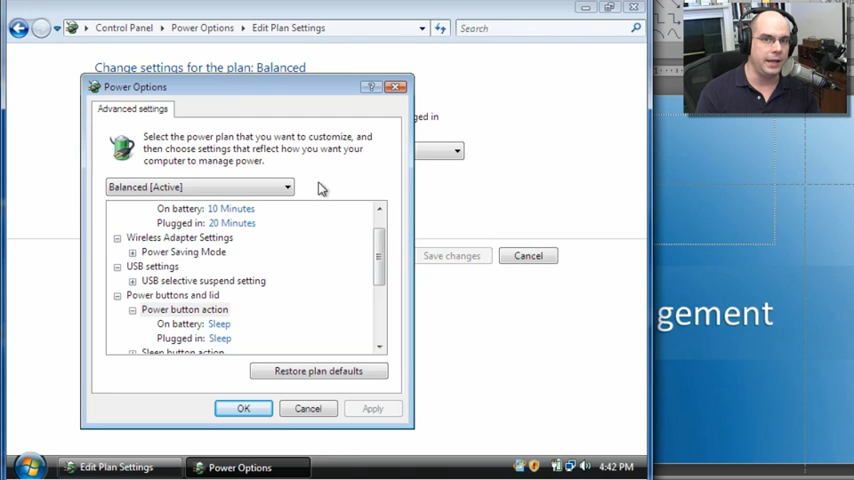 Control Panel Power Options Edit Plan Settings Search
Change settings for the plan: Balanced
Power Options
Advanced settings
Select the power plan that you want to customize, and
then choose settings that reflect how you want your
computer to manage power.
Balanced [Active]
On battery: 10 Minutes
Plugged in: 20 Minutes
Wireless Adapter Settings
Power Saving Mode
USB settings
USB selective suspend setting
Power buttons and lid
Power button action
On battery: Sleep
Plugged in: Sleep
Sleep button action
Restore plan defaults
OK Cancel Apply
ged in
Save changes Cancel
gement
Edit Plan Settings Power Options 4:42 PM